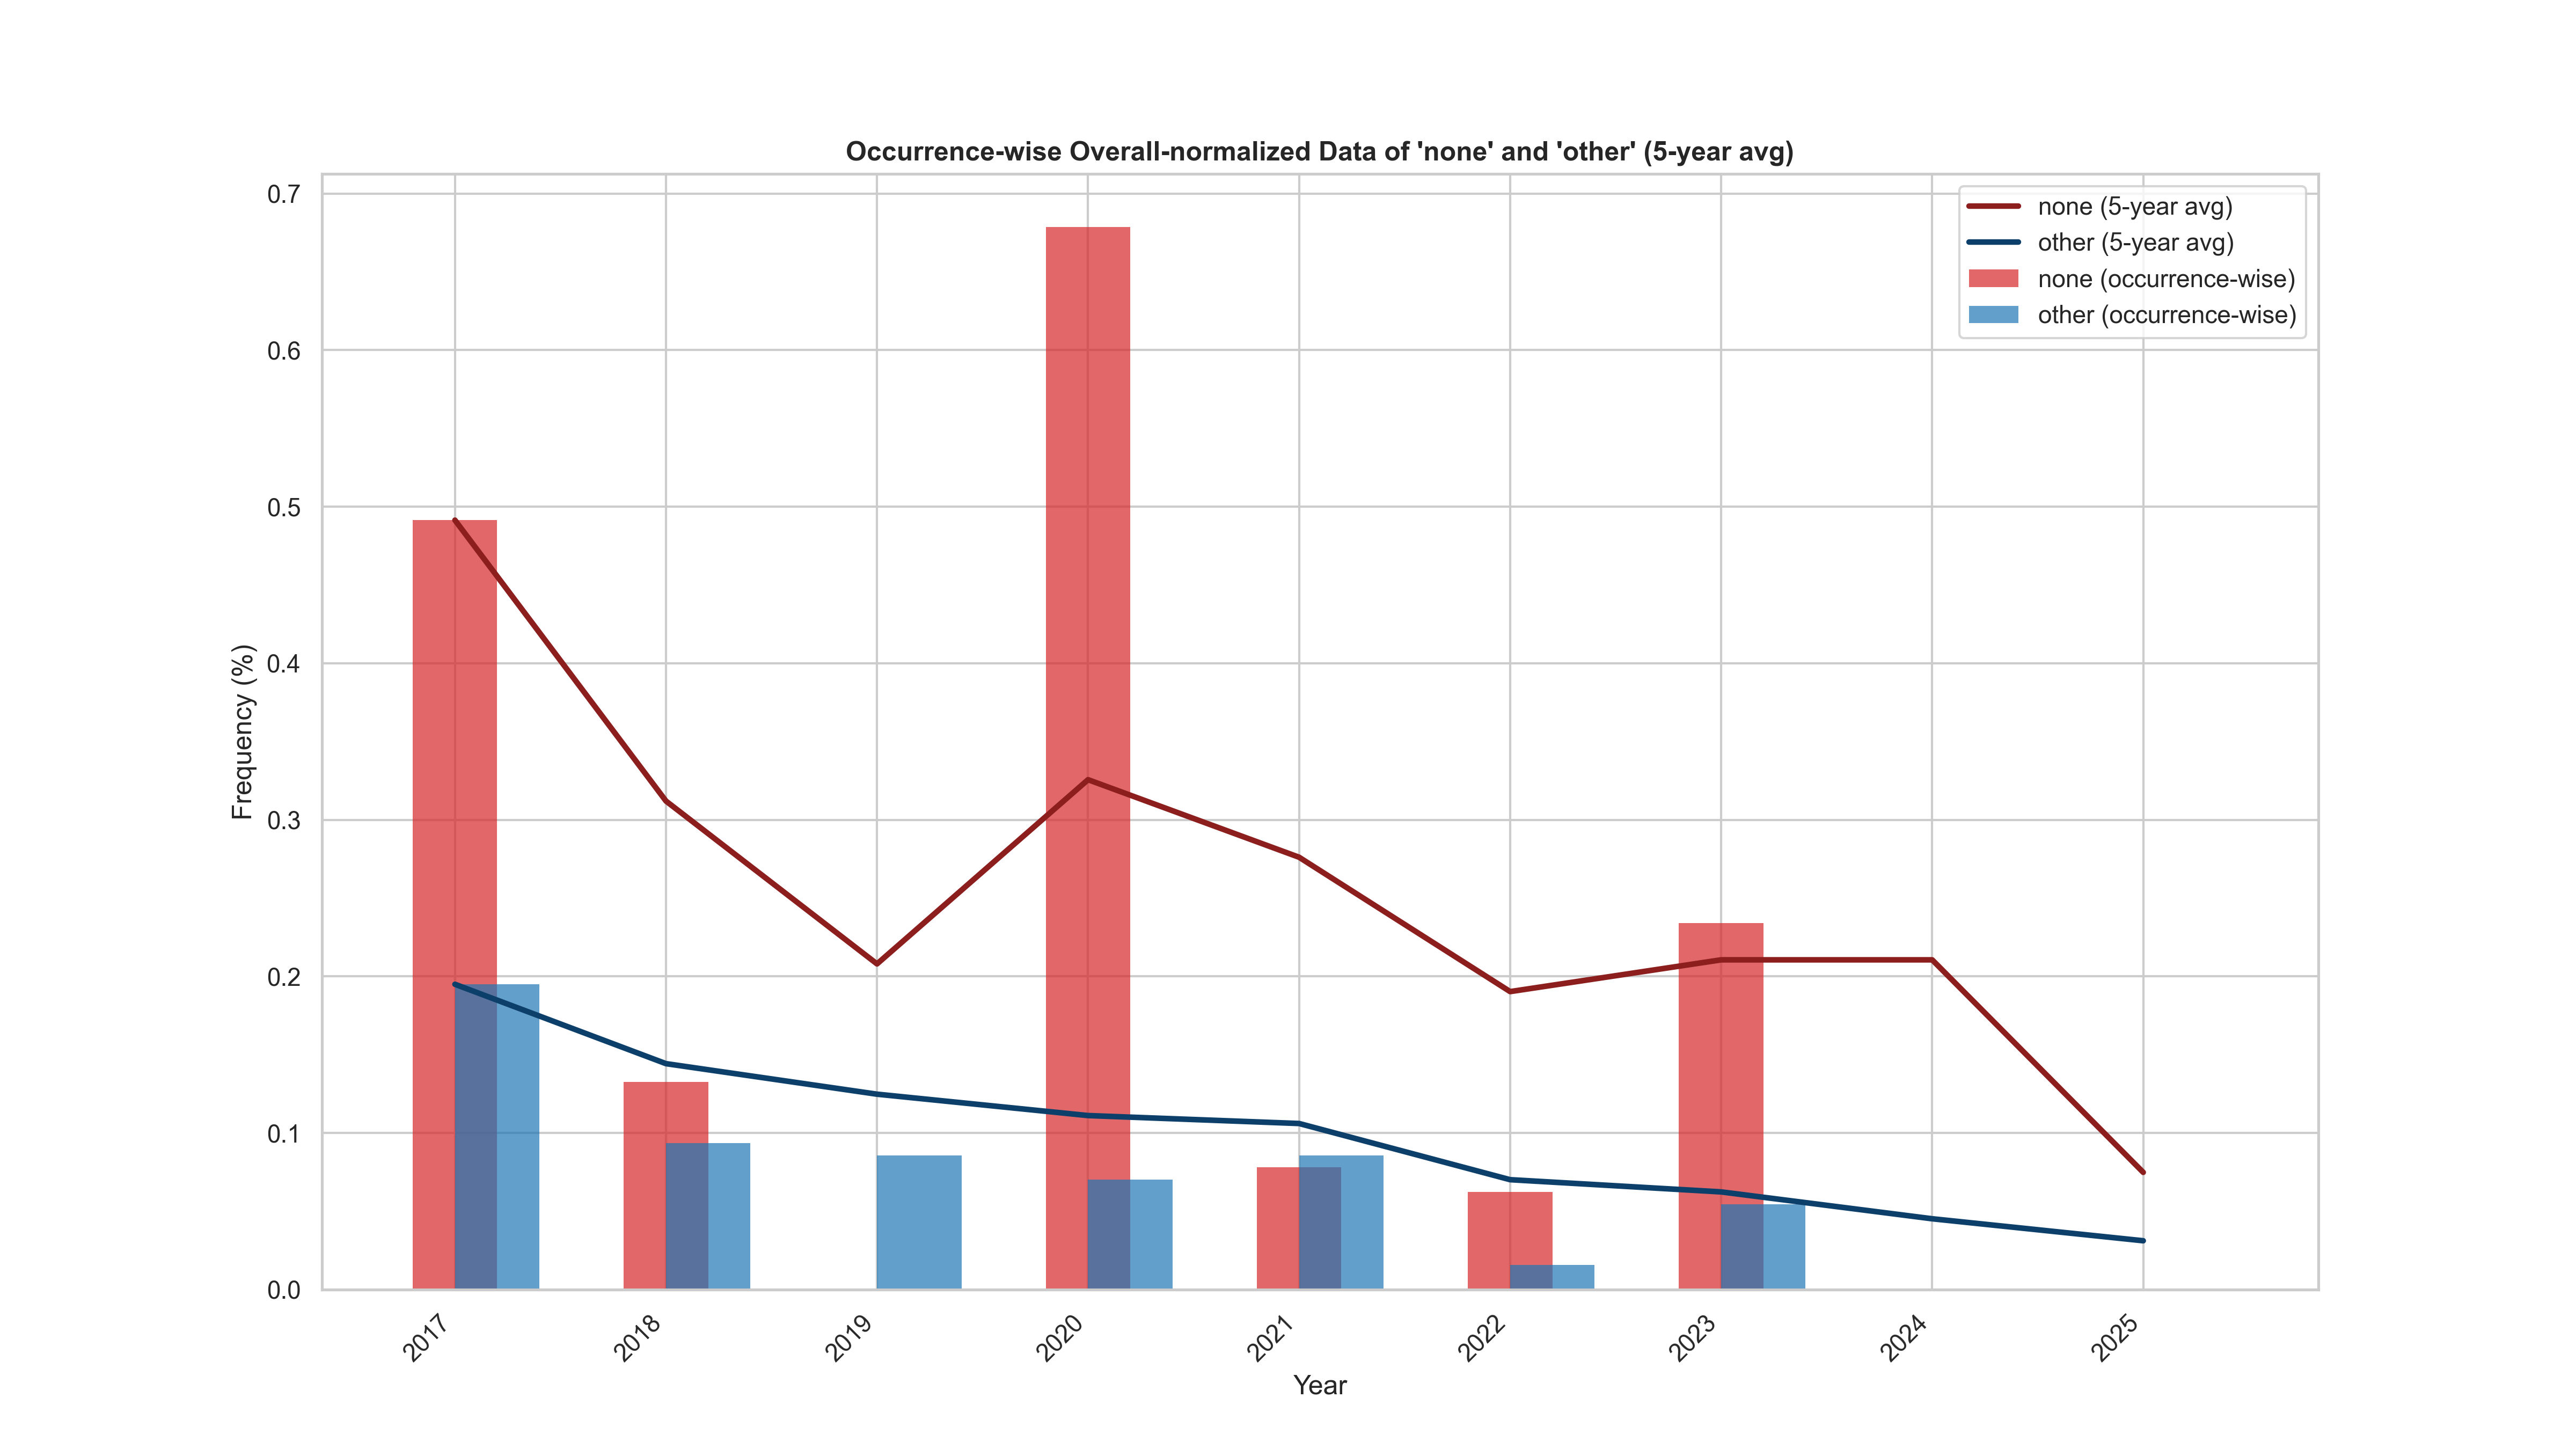 Occurrence-wise Overall-normalized Data of 'none' and 'other' (5-year avg)
none (5-year avg)
other (5-year avg)
none (occurrence-wise)
other (occurrence-wise)
Frequency (%)
0.7
0.6
0.5
0.4
0.3
0.2
0.1
0.0
2017
2018
2019
2020
2021
2022
2023
2024
2025
Year